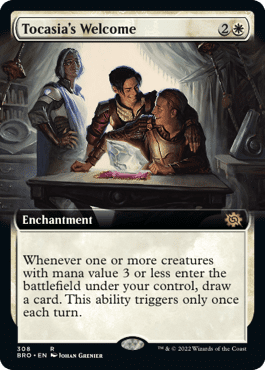 Tocasia's Welcome 2
Enchantment
Whenever one or more creatures
with mana value 3 or less enter the
battlefield under your control, draw
a card. This ability triggers only once
each turn.
308 R
BRO • EN Johan Grenier ™ & © 2022 Wizards of the Coast